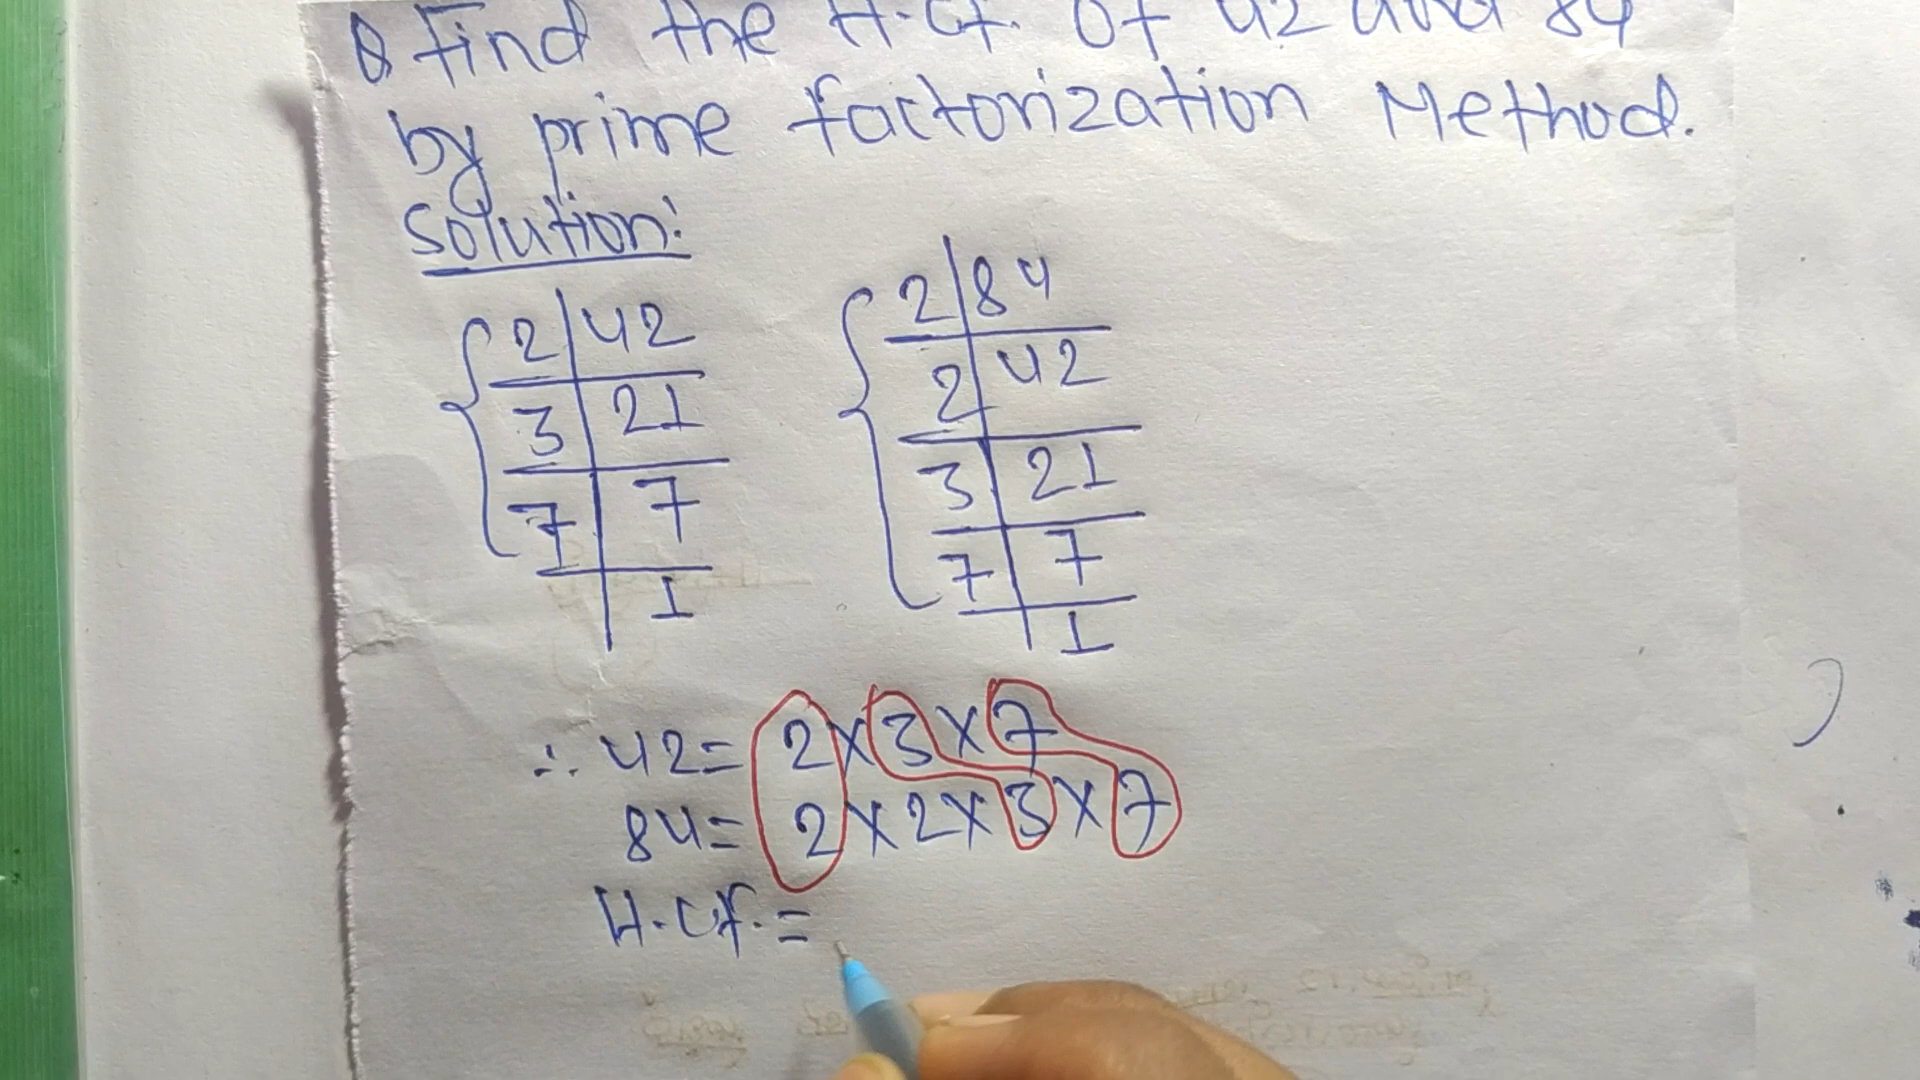 Q Find the H.C.F. of 42 and 84
by prime factorization Method.
Solution:
2 | 42
3 | 21
7 | 7
1
2 | 84
2 | 42
3 | 21
7 | 7
1
∴ 42 = 2 × 3 × 7
84 = 2 × 2 × 3 × 7
H.C.F. =